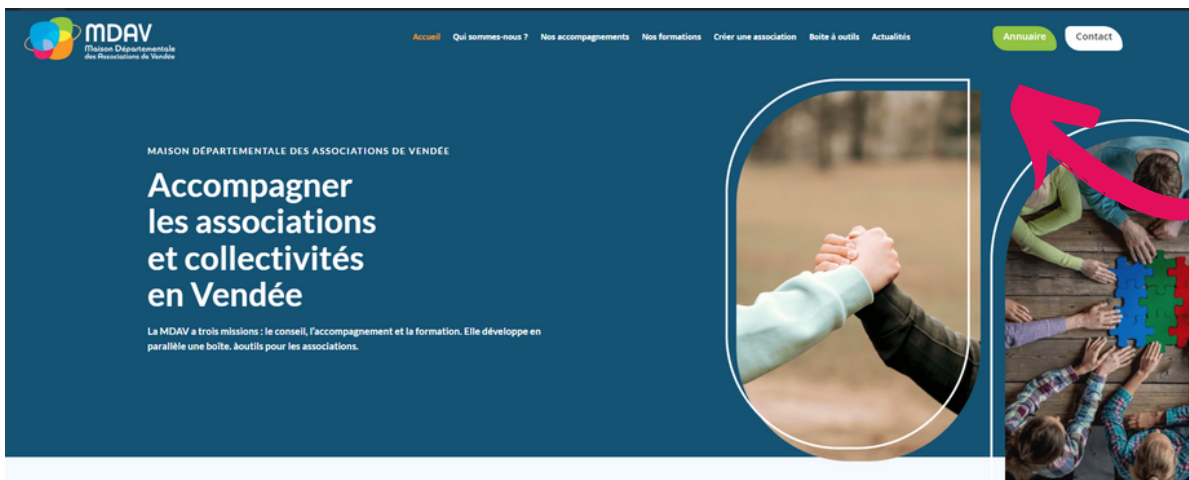 MDAV
Maison Départementale
des Associations de Vendée
Accueil Qui sommes-nous ? Nos accompagnements Nos formations Créer une association Boite à outils Actualités
Annuaire Contact
MAISON DÉPARTEMENTALE DES ASSOCIATIONS DE VENDÉE
Accompagner
les associations
et collectivités
en Vendée
La MDAV a trois missions : le conseil, l'accompagnement et la formation. Elle développe en
parallèle une boîte. àoutils pour les associations.